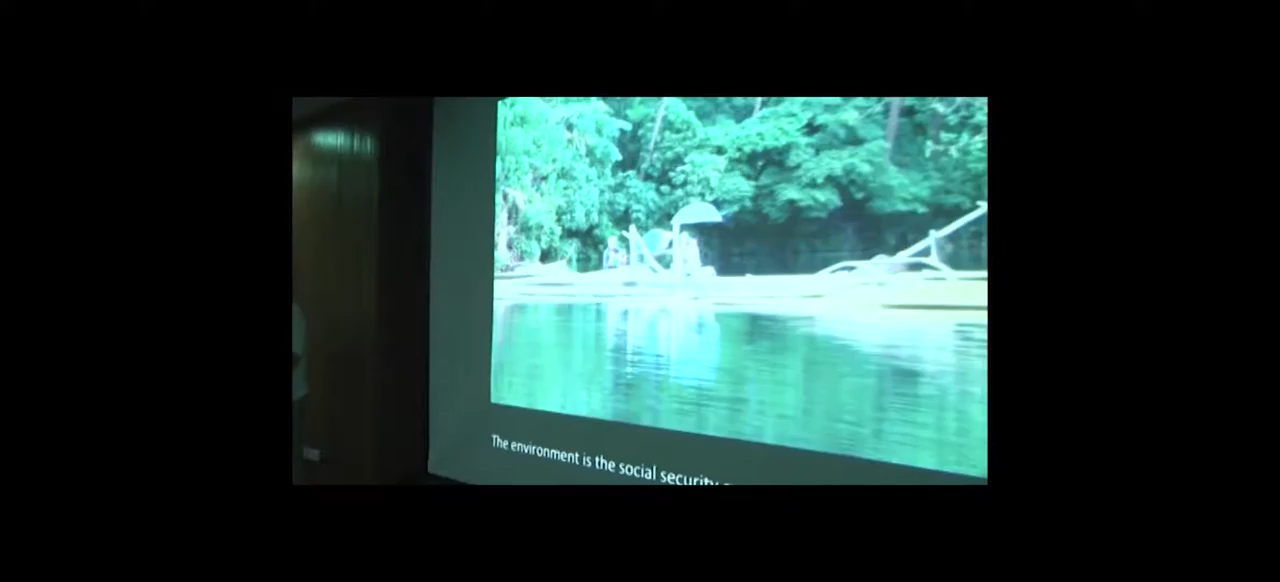 The environment is the social security